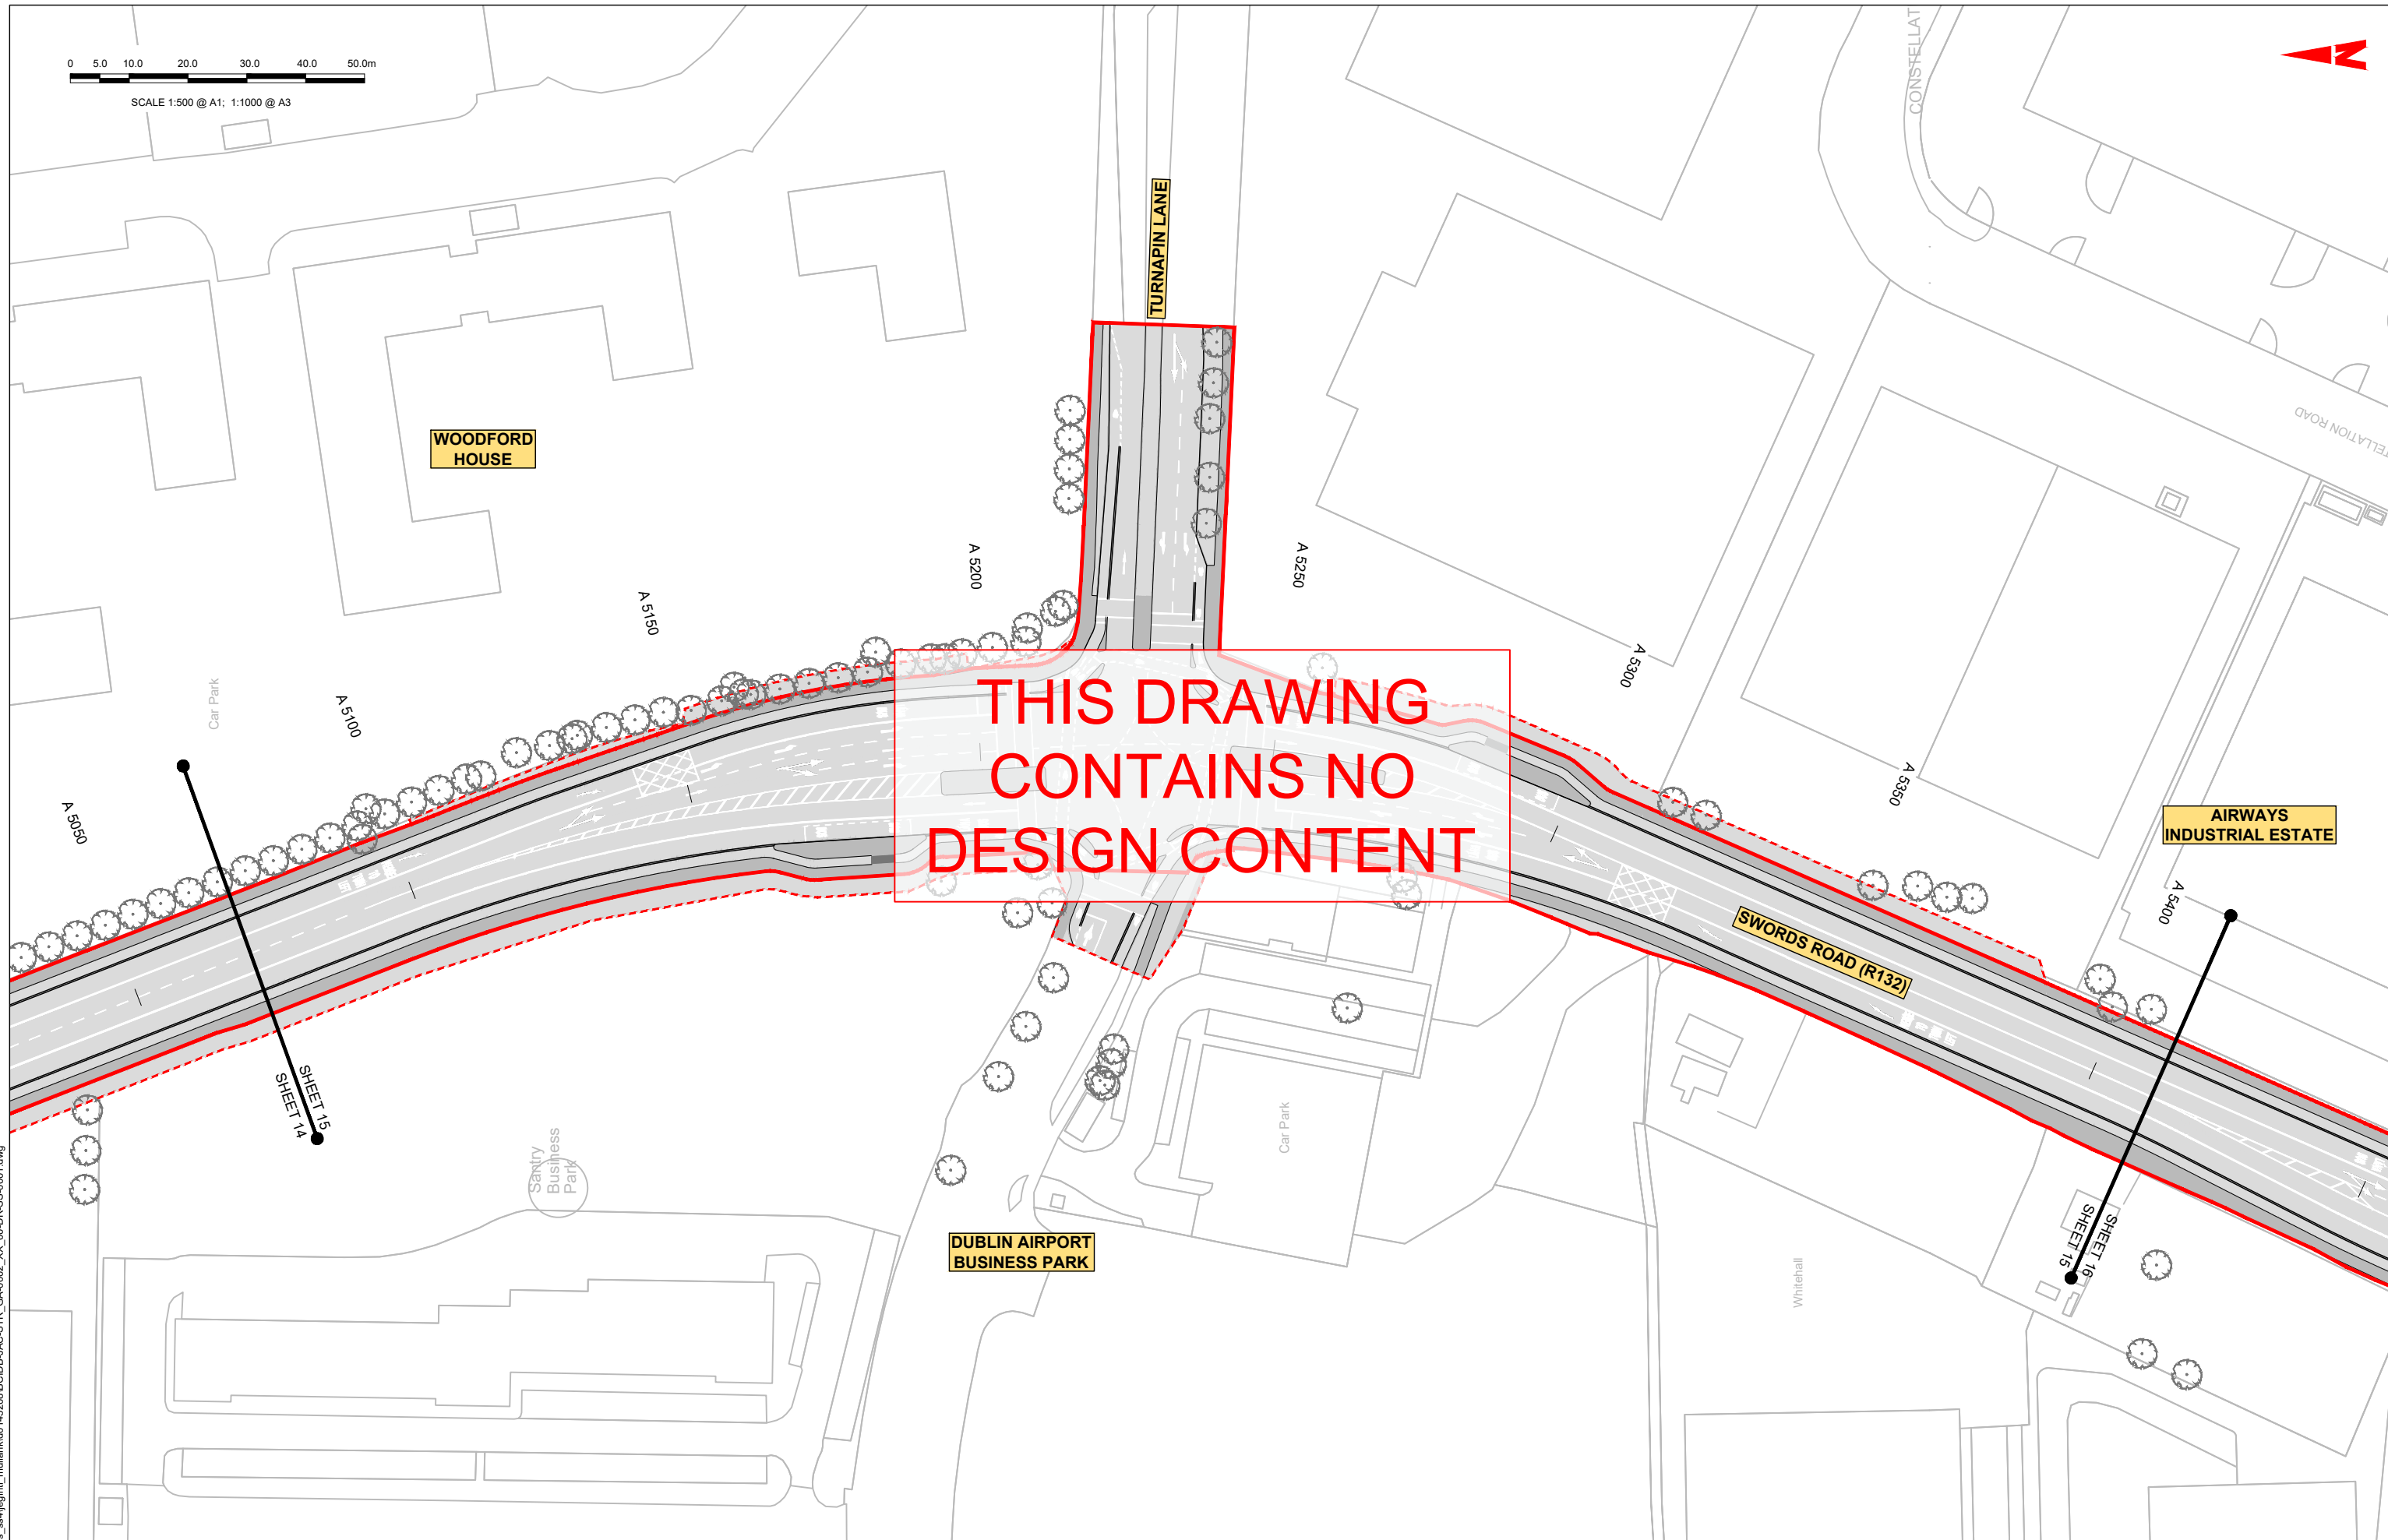 0 5.0 10.0 20.0 30.0 40.0 50.0m
SCALE 1:500 @ A1; 1:1000 @ A3
N
CONSTELLAT
TURNAPIN LANE
WOODFORD
HOUSE
TELLATION ROAD
A 5200
A 5250
A 5150
A 5300
Car Park
A 5100
A 5050
THIS DRAWING
CONTAINS NO
DESIGN CONTENT
A 5350
AIRWAYS
INDUSTRIAL ESTATE
A 5400
SWORDS ROAD (R132)
SHEET 15
SHEET 14
Santry
Business
Park
Car Park
DUBLIN AIRPORT
BUSINESS PARK
Whitehall
SHEET 16
SHEET 15